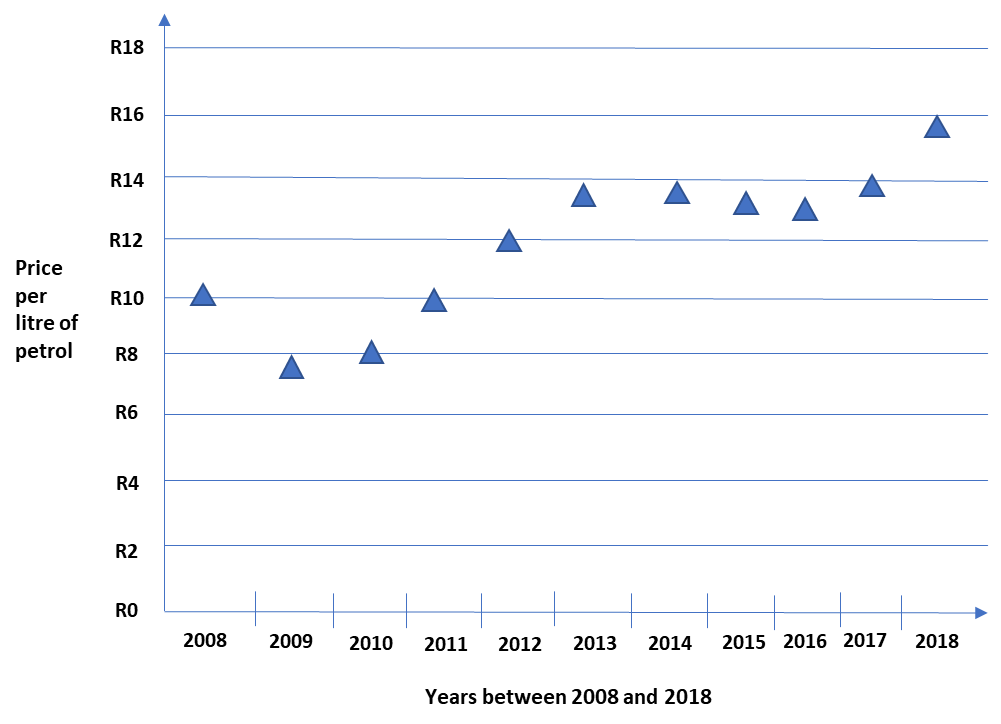 R18
R16
R14
R12
R10
R8
R6
R4
R2
R0
Price
per
litre of
petrol
2008 2009 2010 2011 2012 2013 2014 2015 2016 2017 2018
Years between 2008 and 2018